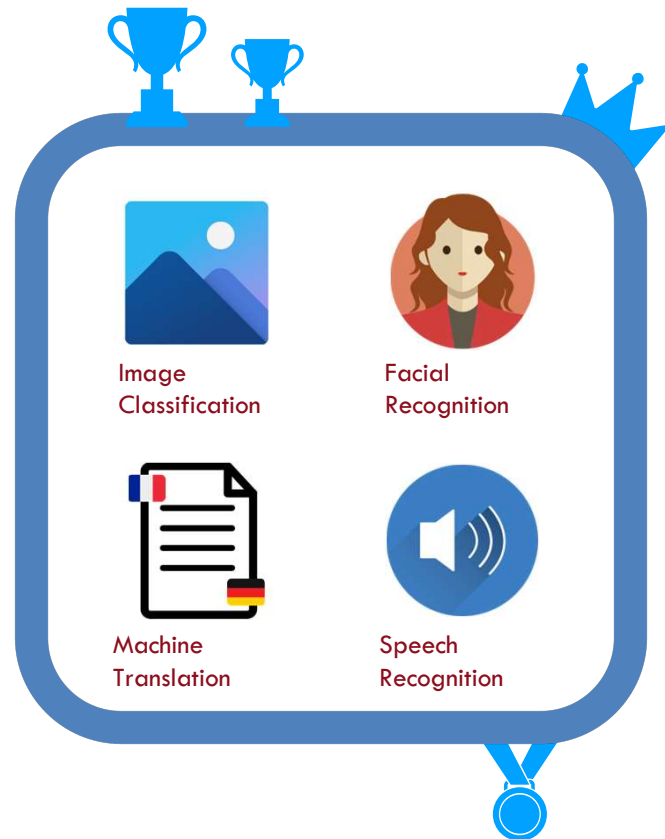 Image
Classification
Facial
Recognition
Machine
Translation
Speech
Recognition